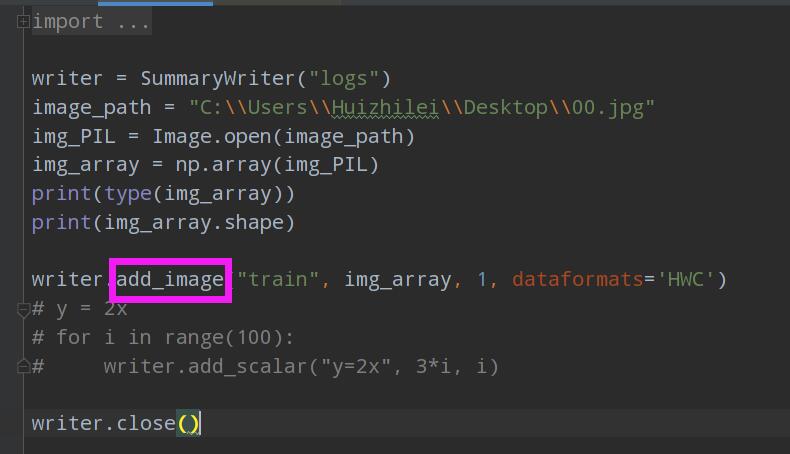 import ...
writer = SummaryWriter("logs")
image_path = "C:\\Users\\Huizhilei\\Desktop\\00.jpg"
img_PIL = Image.open(image_path)
img_array = np.array(img_PIL)
print(type(img_array))
print(img_array.shape)
writer.add_image("train", img_array, 1, dataformats='HWC')
# y = 2x
# for i in range(100):
#     writer.add_scalar("y=2x", 3*i, i)
writer.close()